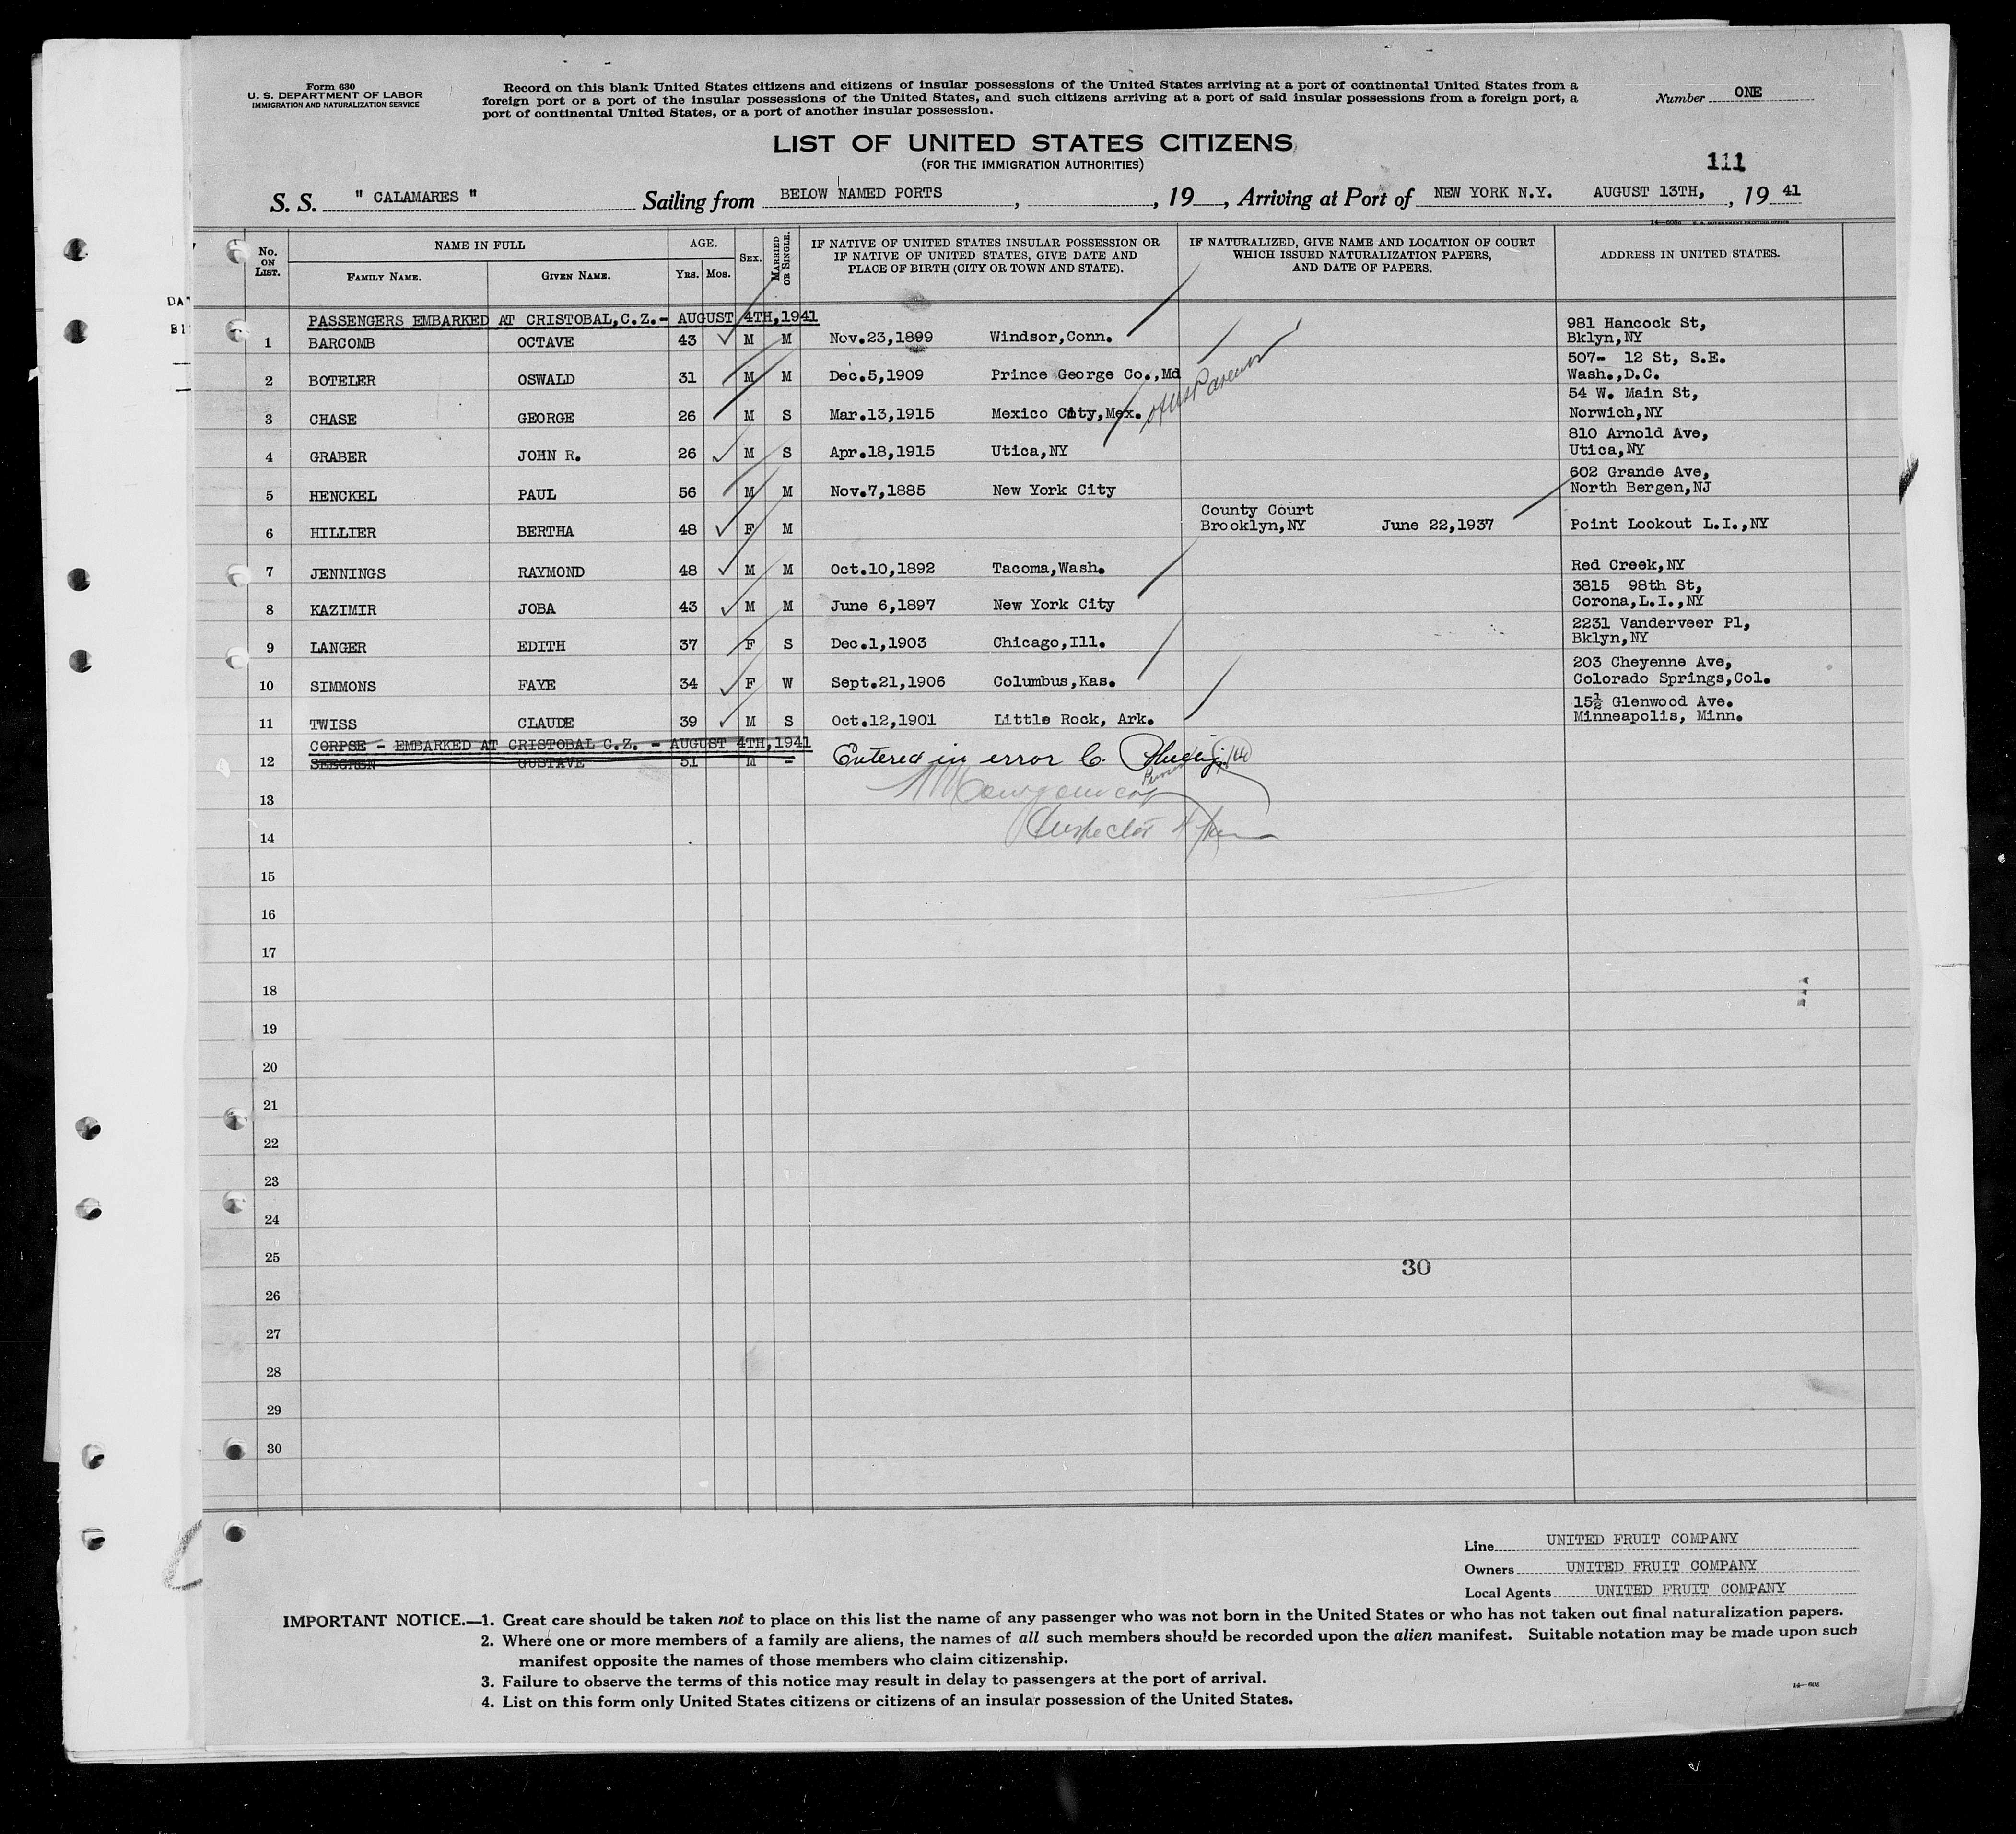 Form 630
U. S. DEPARTMENT OF LABOR
IMMIGRATION AND NATURALIZATION SERVICE
Record on this blank United States citizens and citizens of insular possessions of the United States arriving at a port of continental United States from a
foreign port or a port of the insular possessions of the United States, and such citizens arriving at a port of said insular possessions from a foreign port, a
port of continental United States, or a port of another insular possession.
Number ONE
LIST OF UNITED STATES CITIZENS
(FOR THE IMMIGRATION AUTHORITIES)
111
S. S. " CALAMARES " Sailing from BELOW NAMED PORTS , , 19 , Arriving at Port of NEW YORK N.Y. AUGUST 13TH, , 19 41
No. ON LIST. NAME IN FULL AGE. SEX. MARRIED OR SINGLE. IF NATIVE OF UNITED STATES INSULAR POSSESSION OR IF NATIVE OF UNITED STATES, GIVE DATE AND PLACE OF BIRTH (CITY OR TOWN AND STATE). IF NATURALIZED, GIVE NAME AND LOCATION OF COURT WHICH ISSUED NATURALIZATION PAPERS, AND DATE OF PAPERS. ADDRESS IN UNITED STATES.
FAMILY NAME. GIVEN NAME. YRS. MOS.
PASSENGERS EMBARKED AT CRISTOBAL,C.Z.- AUGUST 4TH,1941
1 BARCOMB OCTAVE 43 M M Nov.23,1899 Windsor,Conn. 981 Hancock St, Bklyn,NY
2 BOTELER OSWALD 31 M M Dec.5,1909 Prince George Co.,Md 507- 12 St, S.E. Wash.,D.C.
3 CHASE GEORGE 26 M S Mar.13,1915 Mexico City,Mex. of US Parents 54 W. Main St, Norwich,NY
4 GRABER JOHN R. 26 M S Apr.18,1915 Utica,NY 810 Arnold Ave, Utica,NY
5 HENCKEL PAUL 56 M M Nov.7,1885 New York City 602 Grande Ave, North Bergen,NJ
6 HILLIER BERTHA 48 F M County Court Brooklyn,NY June 22,1937 Point Lookout L.I.,NY
7 JENNINGS RAYMOND 48 M M Oct.10,1892 Tacoma,Wash. Red Creek,NY
8 KAZIMIR JOBA 43 M M June 6,1897 New York City 3815 98th St, Corona,L.I.,NY
9 LANGER EDITH 37 F S Dec.1,1903 Chicago,Ill. 2231 Vanderveer Pl, Bklyn,NY
10 SIMMONS FAYE 34 F W Sept.21,1906 Columbus,Kas. 203 Cheyenne Ave, Colorado Springs,Col.
11 TWISS CLAUDE 39 M S Oct.12,1901 Little Rock, Ark. 15½ Glenwood Ave. Minneapolis, Minn.
CORPSE - EMBARKED AT CRISTOBAL C.Z. - AUGUST 4TH,1941
12 SEEGREN GUSTAVE 51 M - Entered in error C.
13
Inspector
14
15
16
17
18
19
20
21
22
23
24
25
30
26
27
28
29
30
Line UNITED FRUIT COMPANY
Owners UNITED FRUIT COMPANY
Local Agents UNITED FRUIT COMPANY
IMPORTANT NOTICE.—1. Great care should be taken not to place on this list the name of any passenger who was not born in the United States or who has not taken out final naturalization papers.
2. Where one or more members of a family are aliens, the names of all such members should be recorded upon the alien manifest. Suitable notation may be made upon such
manifest opposite the names of those members who claim citizenship.
3. Failure to observe the terms of this notice may result in delay to passengers at the port of arrival.
4. List on this form only United States citizens or citizens of an insular possession of the United States.